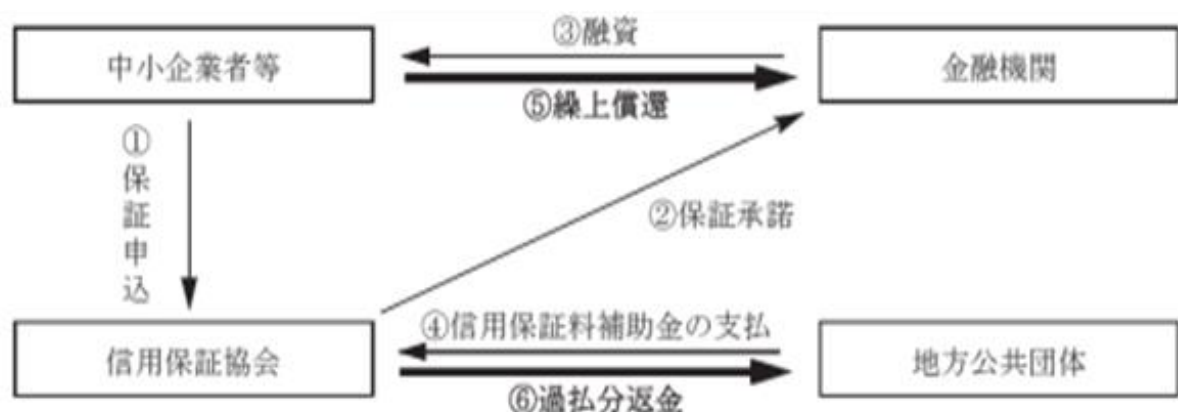 ③融資
中小企業者等
金融機関
⑤繰上償還
①保証申込
②保証承諾
④信用保証料補助金の支払
信用保証協会
地方公共団体
⑥過払分返金